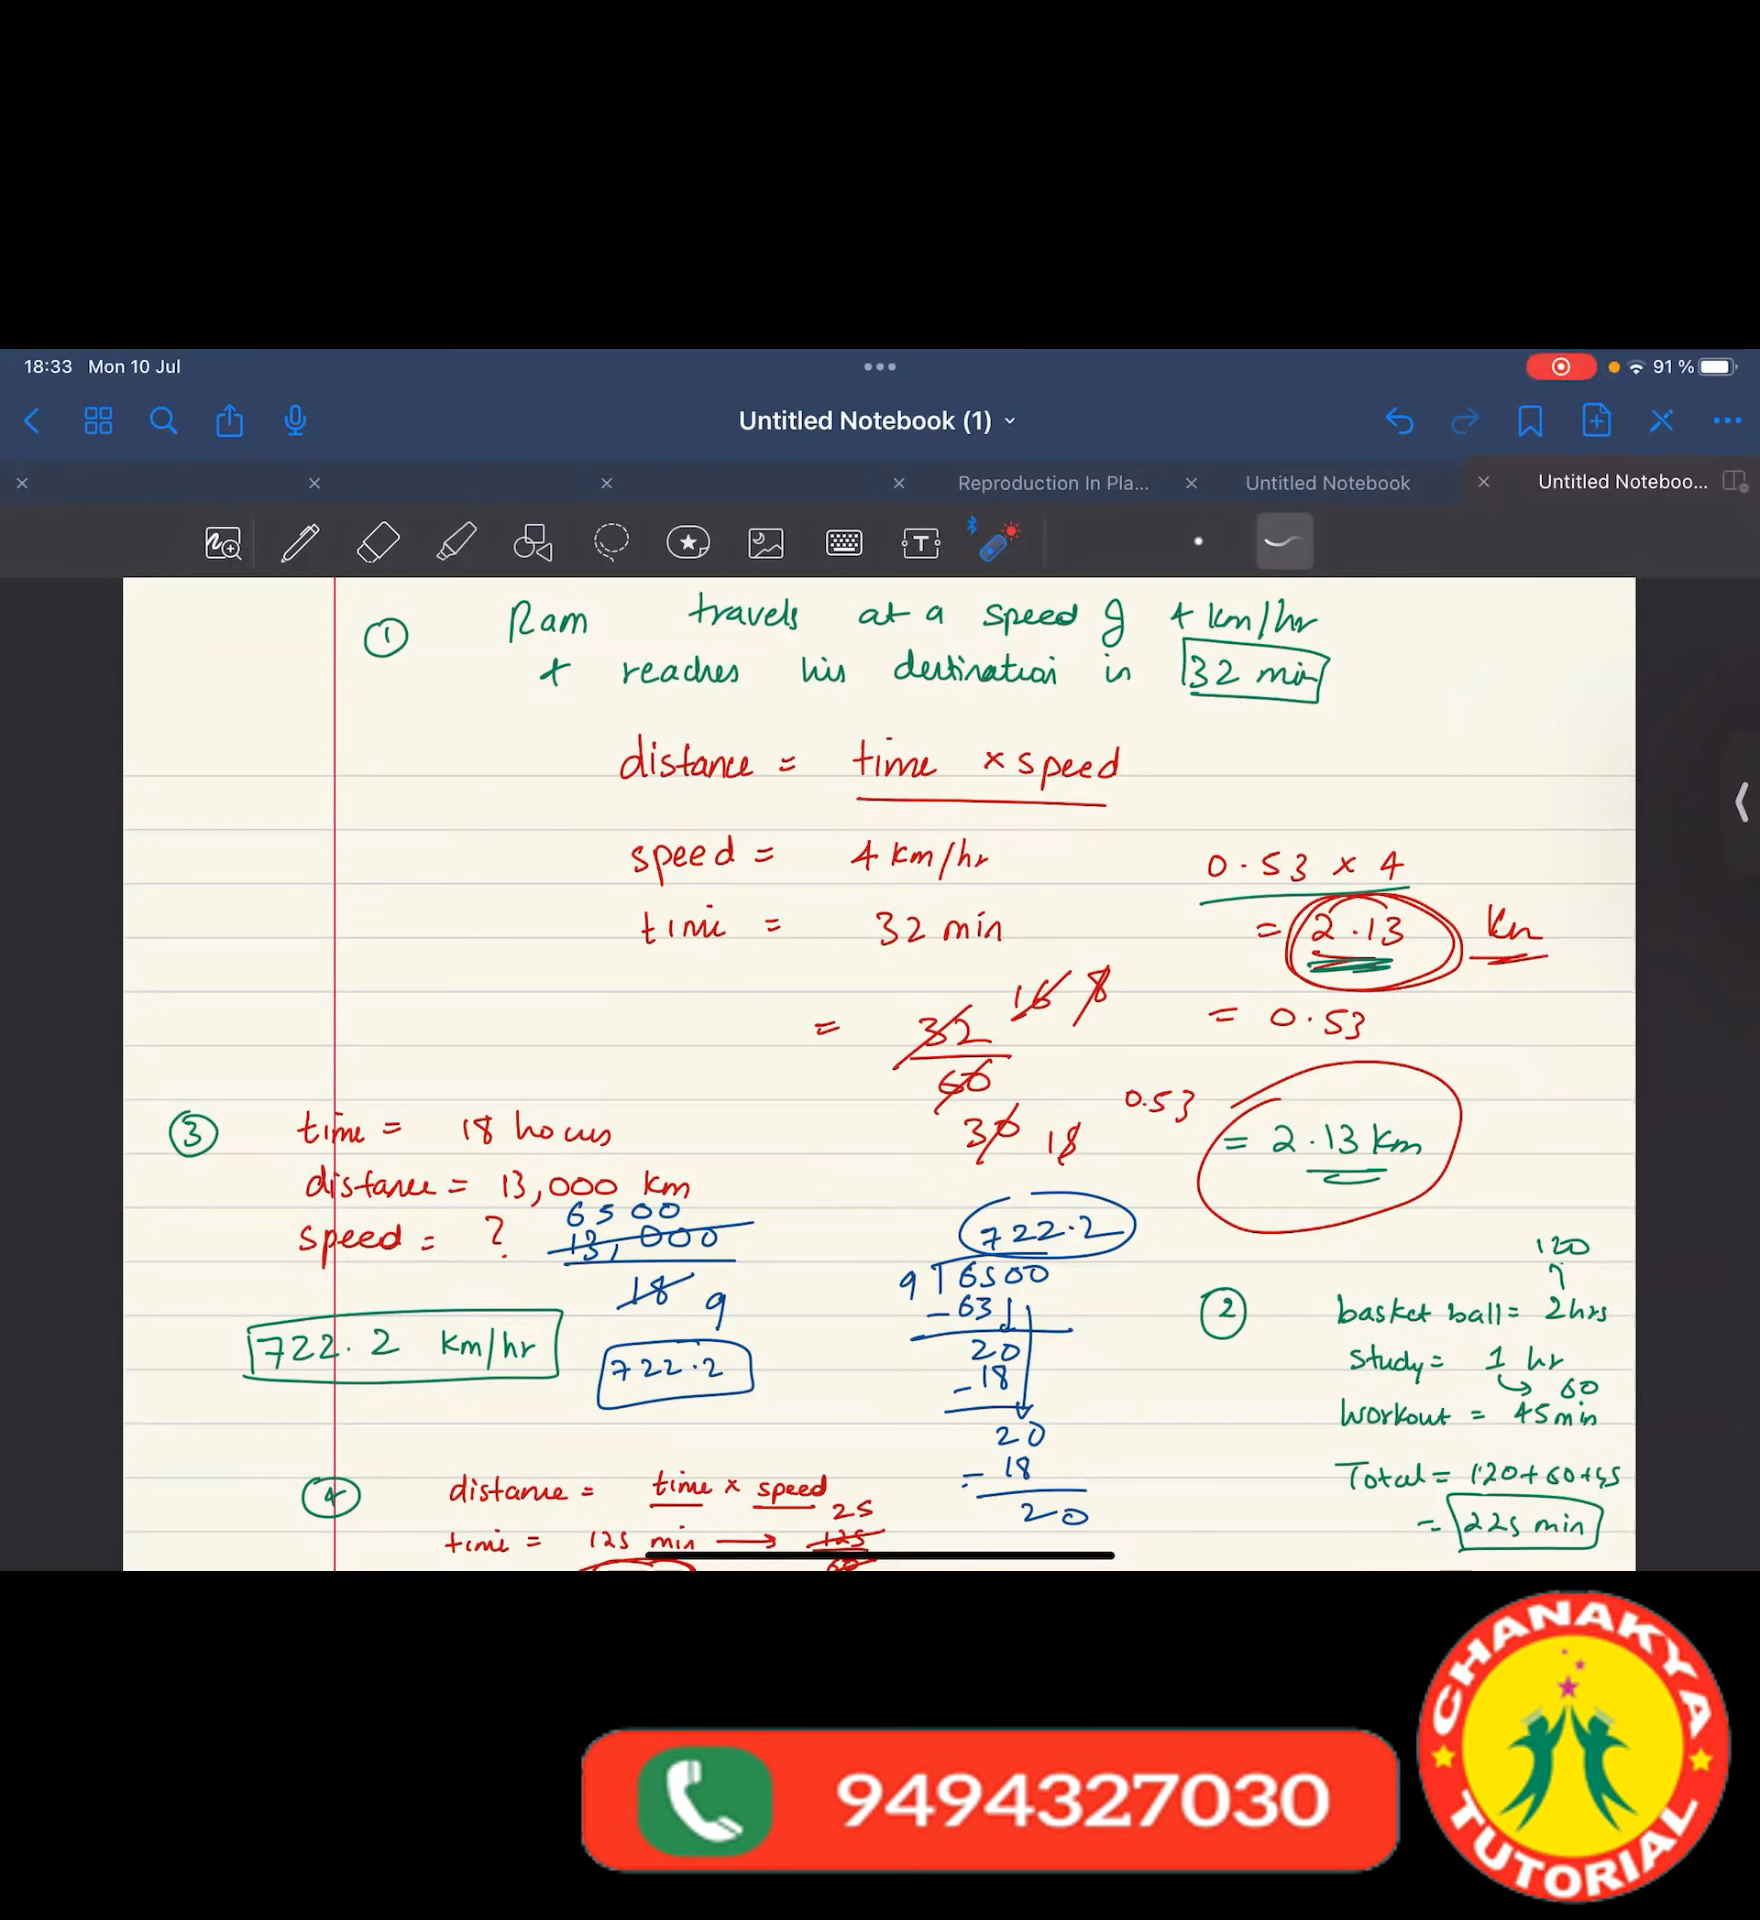 18:33 Mon 10 Jul
91 %
Untitled Notebook (1)
Reproduction In Pla...
Untitled Notebook
Untitled Noteboo...
T
① Ram travels at a speed of 4 km/hr
+ reaches his destination in 32 min
distance = time × speed
speed = 4 km/hr
time = 32 min
0.53 × 4
= 2.13 km
= 0.53
= 32 16 8
60
30 18
0.53
= 2.13 km
③ time = 18 hours
distance = 13,000 km
speed = ?
6500
13,000
18 9
722.2
722.2 km/hr
722.2
9 6500
- 63
20
- 18
20
- 18
20
120
② basket ball = 2 hrs
study = 1 hr
60
workout = 45 min
Total = 120+60+45
= 225 min
④ distance = time × speed
25
time = 125 min → 125
60
9494327030
CHANAKYA
TUTORIAL